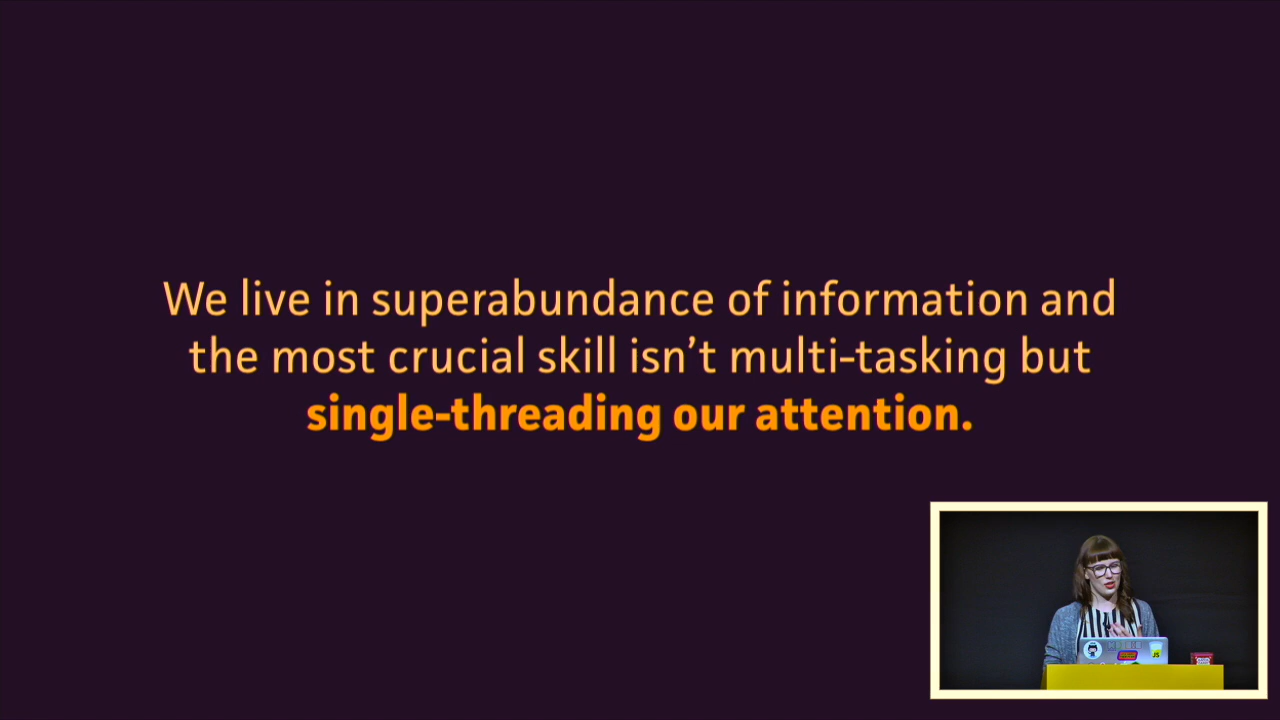 We live in superabundance of information and
the most crucial skill isn’t multi-tasking but
single-threading our attention.
JS